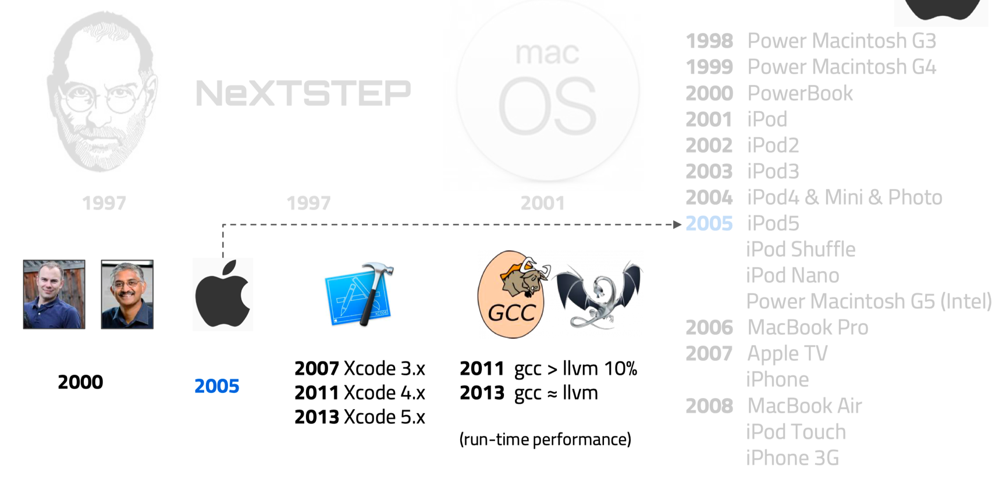 NeXTSTEP
mac
OS
1997
1997
2001
1998 Power Macintosh G3
1999 Power Macintosh G4
2000 PowerBook
2001 iPod
2002 iPod2
2003 iPod3
2004 iPod4 & Mini & Photo
2005 iPod5
iPod Shuffle
iPod Nano
Power Macintosh G5 (Intel)
2006 MacBook Pro
2007 Apple TV
iPhone
2008 MacBook Air
iPod Touch
iPhone 3G
XCODE
GCC
2000
2005
2007 Xcode 3.x
2011 Xcode 4.x
2013 Xcode 5.x
2011 gcc > llvm 10%
2013 gcc ≈ llvm
(run-time performance)